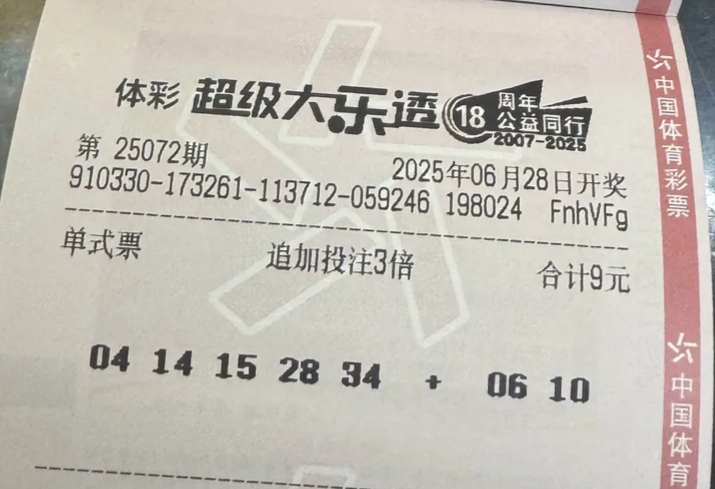 体彩 超级大乐透 18 周年 公益同行 2007-2025
第 25072期 2025年06月28日开奖
910330-173261-113712-059246 198024 FnhVFg
单式票 追加投注3倍 合计9元
04 14 15 28 34 + 06 10
中国体育彩票
中国体育